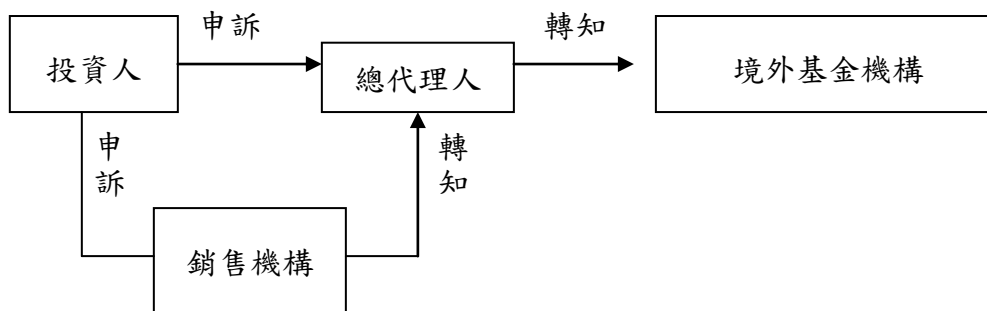 申訴
轉知
投資人
總代理人
境外基金機構
申訴
轉知
銷售機構